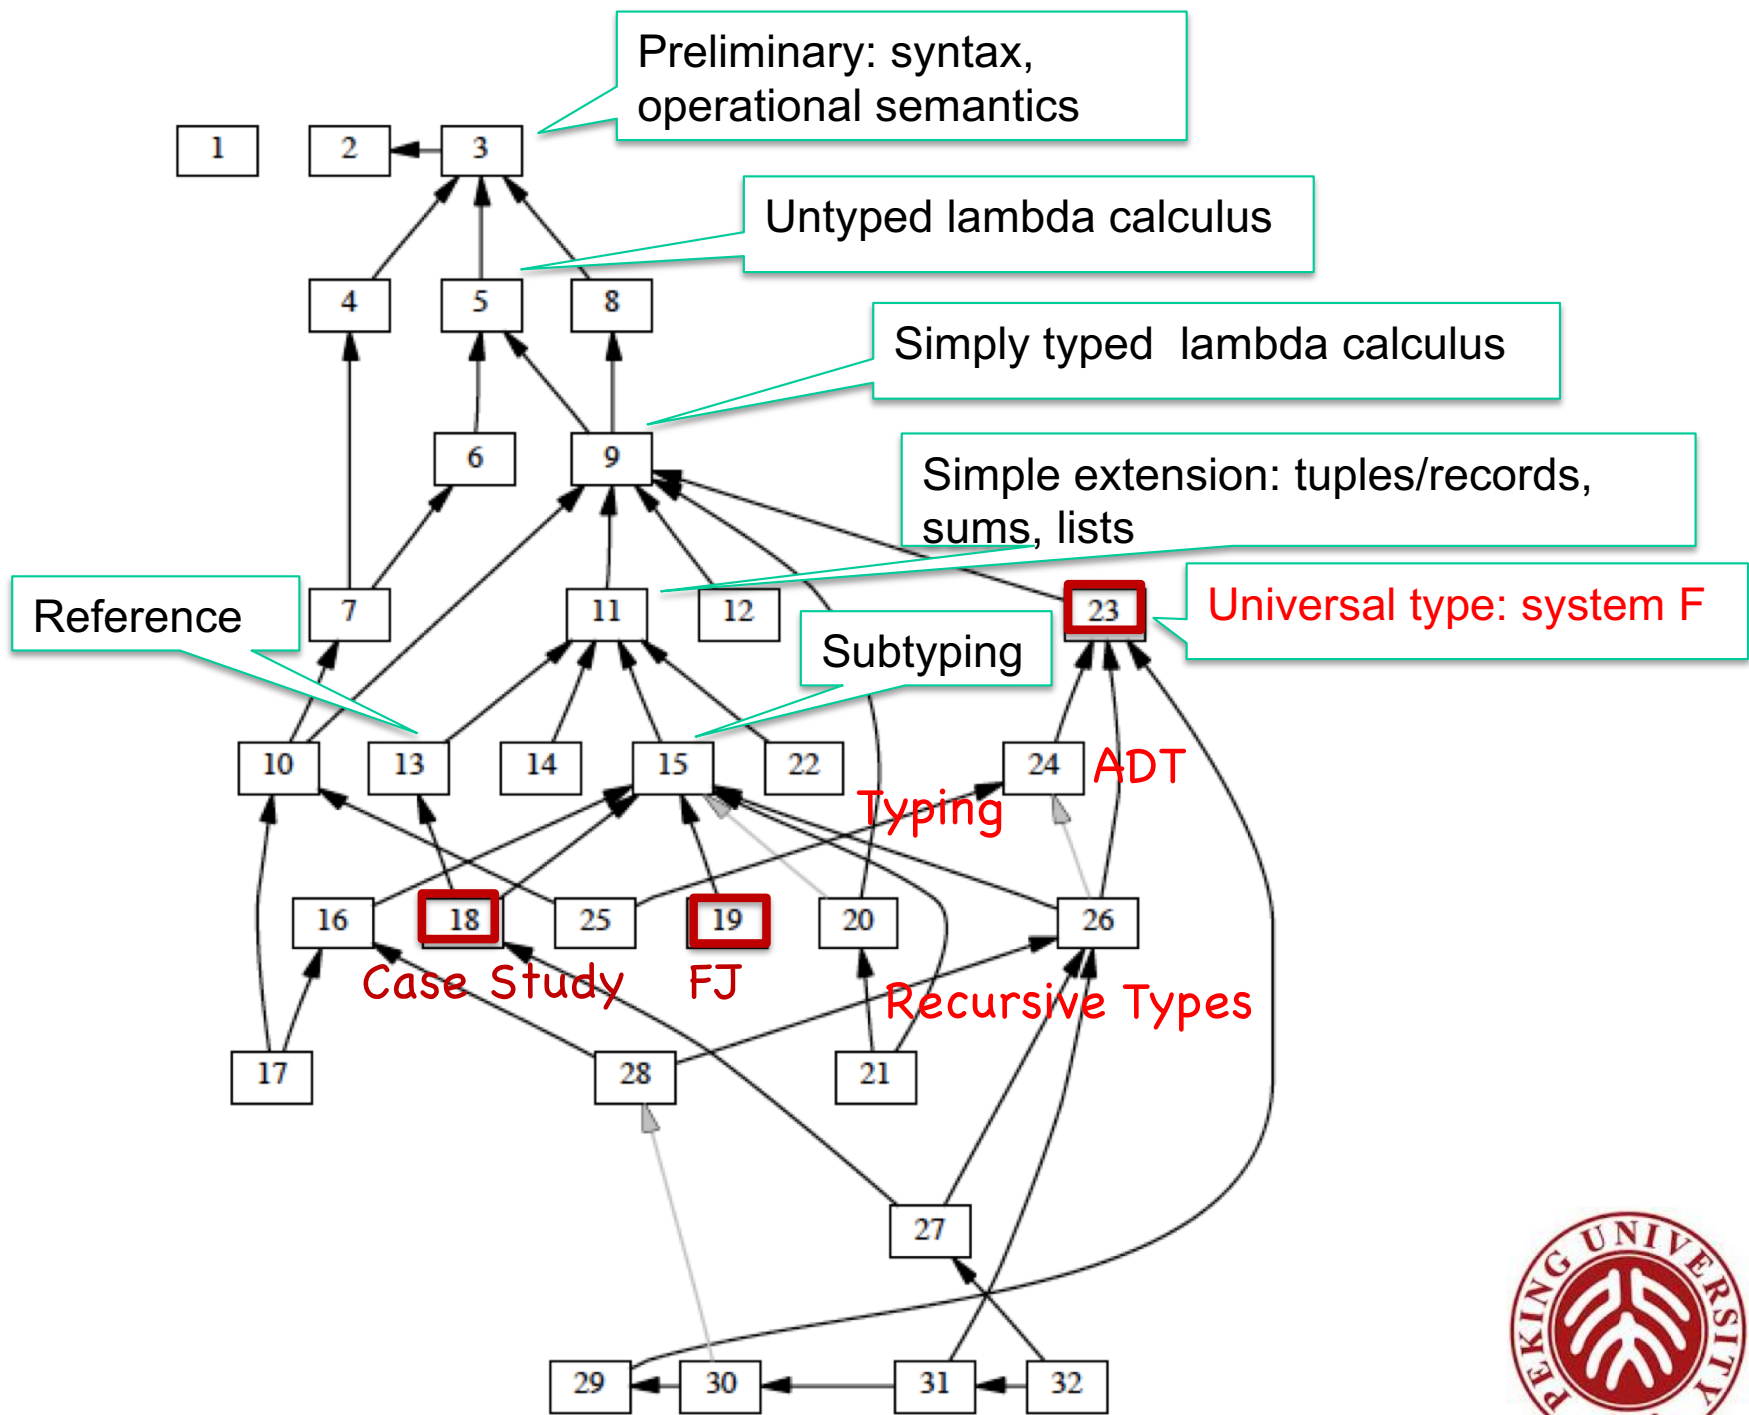 Preliminary: syntax,
operational semantics
1
2
3
Untyped lambda calculus
4
5
8
Simply typed  lambda calculus
6
9
Simple extension: tuples/records,
sums, lists
Reference
7
11
12
23
Universal type: system F
Subtyping
10
13
14
15
22
24
ADT
Typing
16
18
25
19
20
26
Case Study
FJ
Recursive Types
17
28
21
27
29
30
31
32
PEKING UNIVERSITY